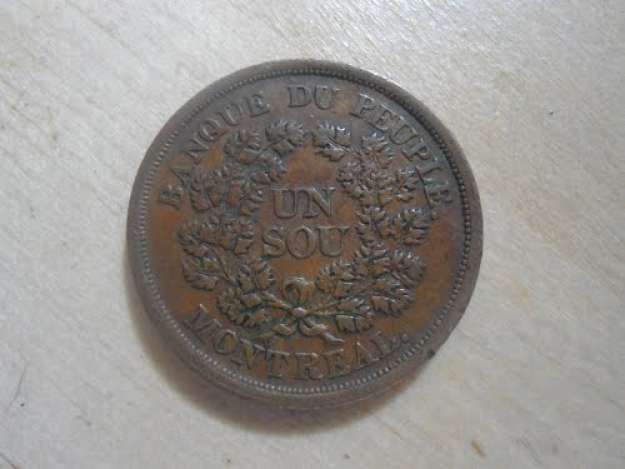 BANQUE DU PEUPLE.
UN
SOU
MONTREAL.